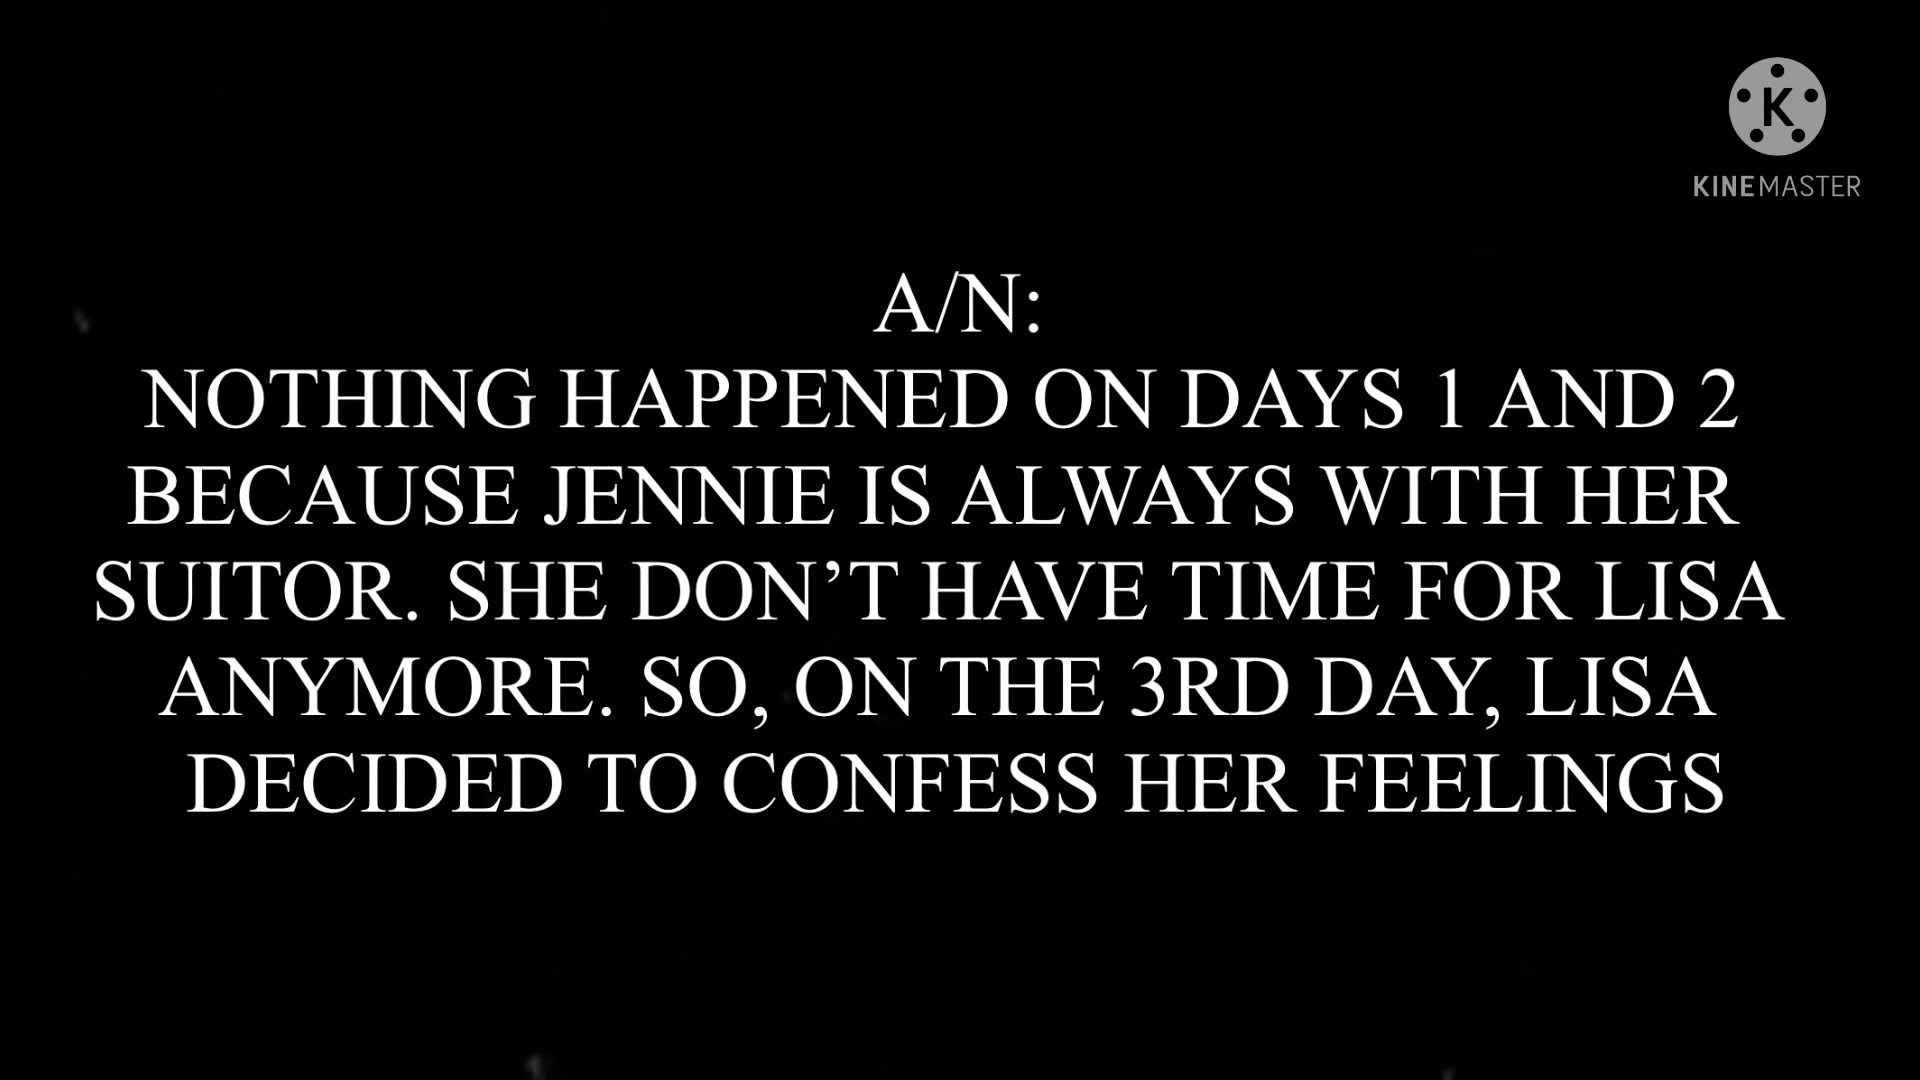 K
KINEMASTER
A/N:
NOTHING HAPPENED ON DAYS 1 AND 2
BECAUSE JENNIE IS ALWAYS WITH HER
SUITOR. SHE DON’T HAVE TIME FOR LISA
ANYMORE. SO, ON THE 3RD DAY, LISA
DECIDED TO CONFESS HER FEELINGS